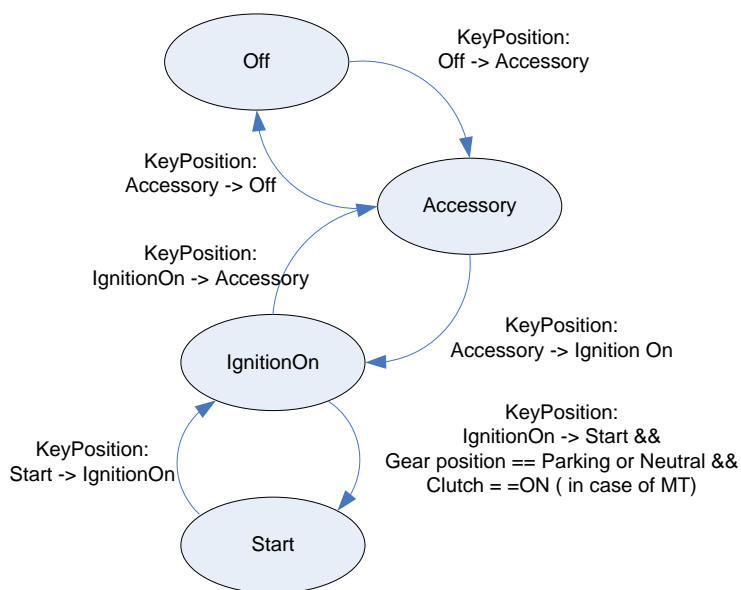 Off
KeyPosition:
Off -> Accessory
KeyPosition:
Accessory -> Off
Accessory
KeyPosition:
IgnitionOn -> Accessory
KeyPosition:
Accessory -> Ignition On
IgnitionOn
KeyPosition:
IgnitionOn -> Start &&
Gear position == Parking or Neutral &&
Clutch = =ON ( in case of MT)
KeyPosition:
Start -> IgnitionOn
Start